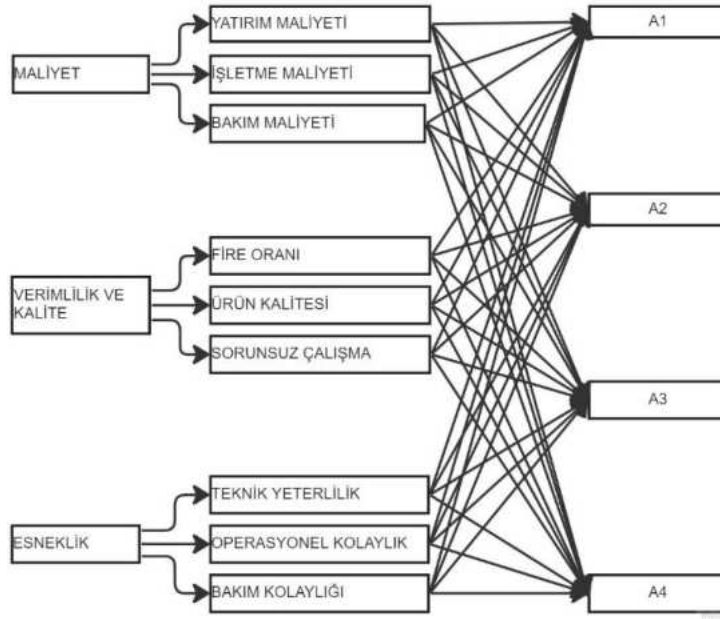 MALİYET
YATIRIM MALİYETİ
İŞLETME MALİYETİ
BAKIM MALİYETİ
VERİMLİLİK VE
KALİTE
FİRE ORANI
ÜRÜN KALİTESİ
SORUNSUZ ÇALIŞMA
ESNEKLİK
TEKNİK YETERLİLİK
OPERASYONEL KOLAYLIK
BAKIM KOLAYLIĞI
A1
A2
A3
A4